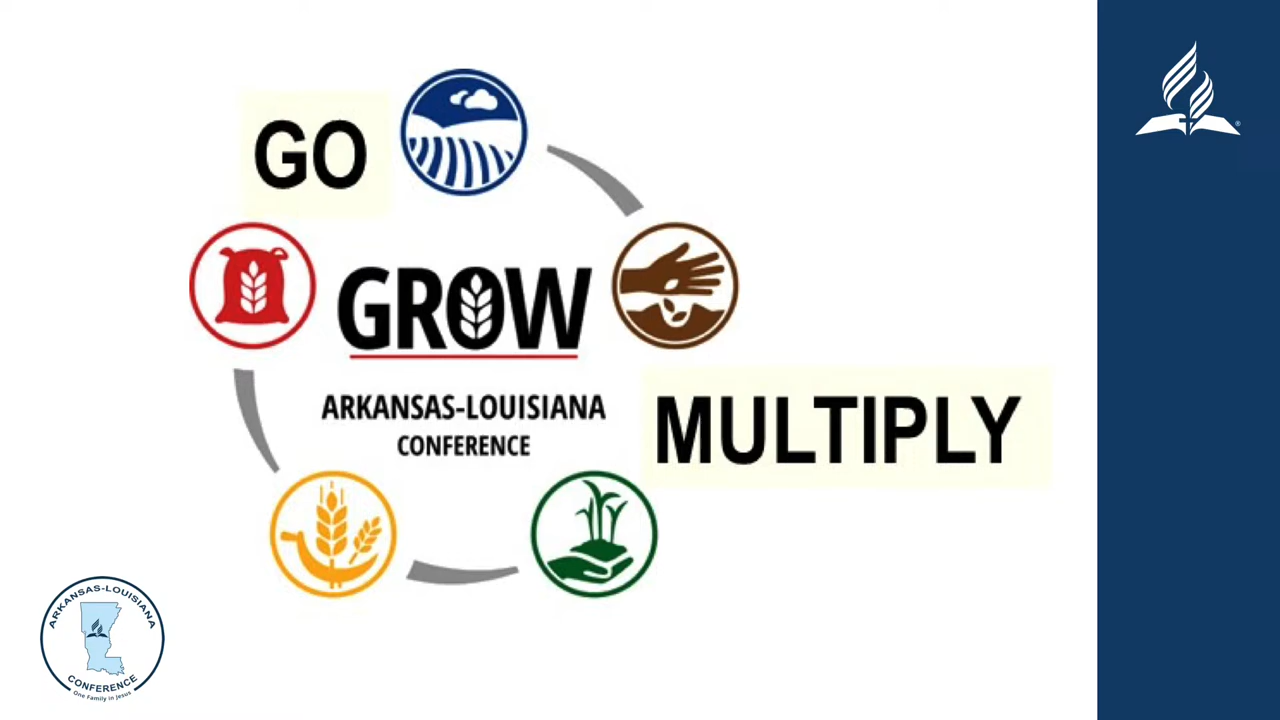 GO
GROW
ARKANSAS-LOUISIANA
CONFERENCE
MULTIPLY
ARKANSAS-LOUISIANA
CONFERENCE
One Family in Jesus
®